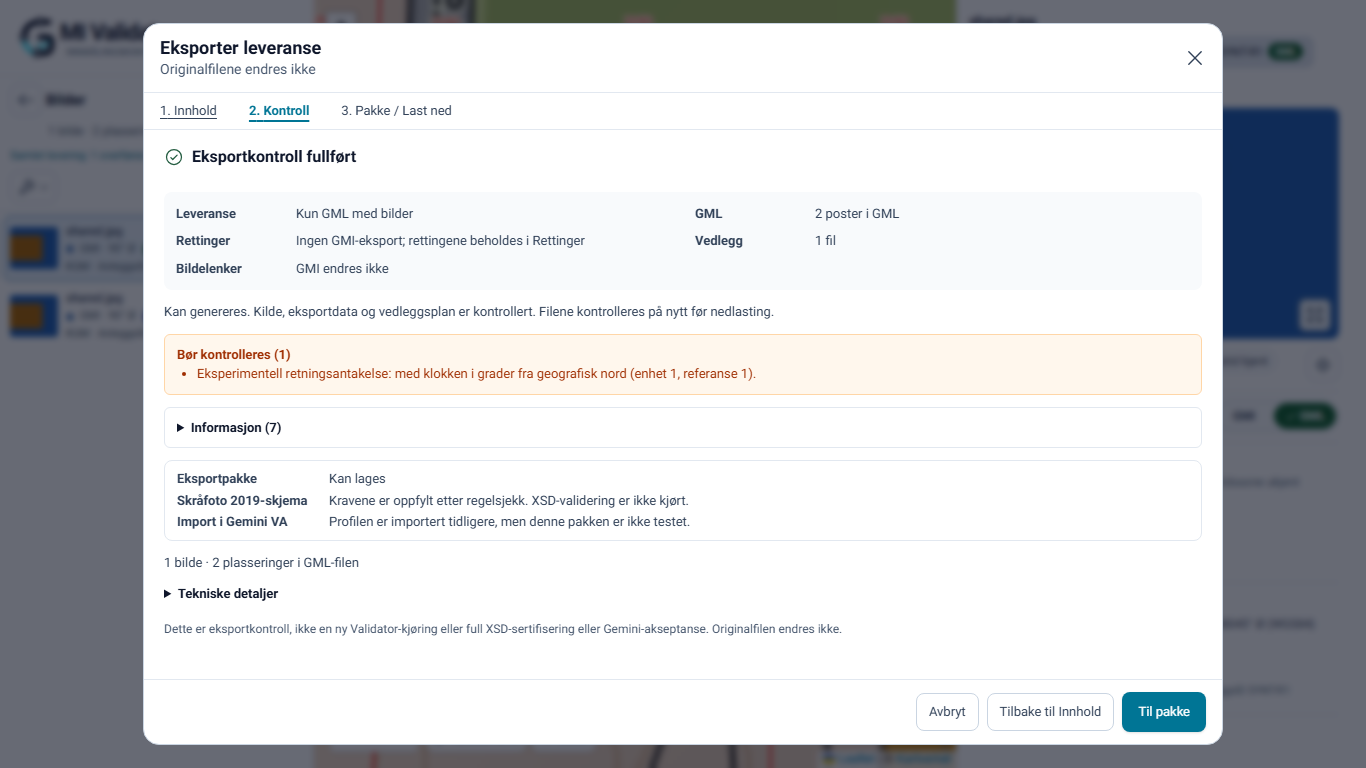 Eksporter leveranse
Originalfilene endres ikke
1. Innhold 2. Kontroll 3. Pakke / Last ned
Eksportkontroll fullført
Leveranse Kun GML med bilder GML 2 poster i GML
Rettinger Ingen GMI-eksport; rettingene beholdes i Rettinger Vedlegg 1 fil
Bildelenker GMI endres ikke
Kan genereres. Kilde, eksportdata og vedleggsplan er kontrollert. Filene kontrolleres på nytt før nedlasting.
Bør kontrolleres (1)
• Eksperimentell retningsantakelse: med klokken i grader fra geografisk nord (enhet 1, referanse 1).
Informasjon (7)
Eksportpakke Kan lages
Skråfoto 2019-skjema Kravene er oppfylt etter regelsjekk. XSD-validering er ikke kjørt.
Import i Gemini VA Profilen er importert tidligere, men denne pakken er ikke testet.
1 bilde · 2 plasseringer i GML-filen
Tekniske detaljer
Dette er eksportkontroll, ikke en ny Validator-kjøring eller full XSD-sertifisering eller Gemini-akseptanse. Originalfilen endres ikke.
Avbryt Tilbake til Innhold Til pakke
Bilder